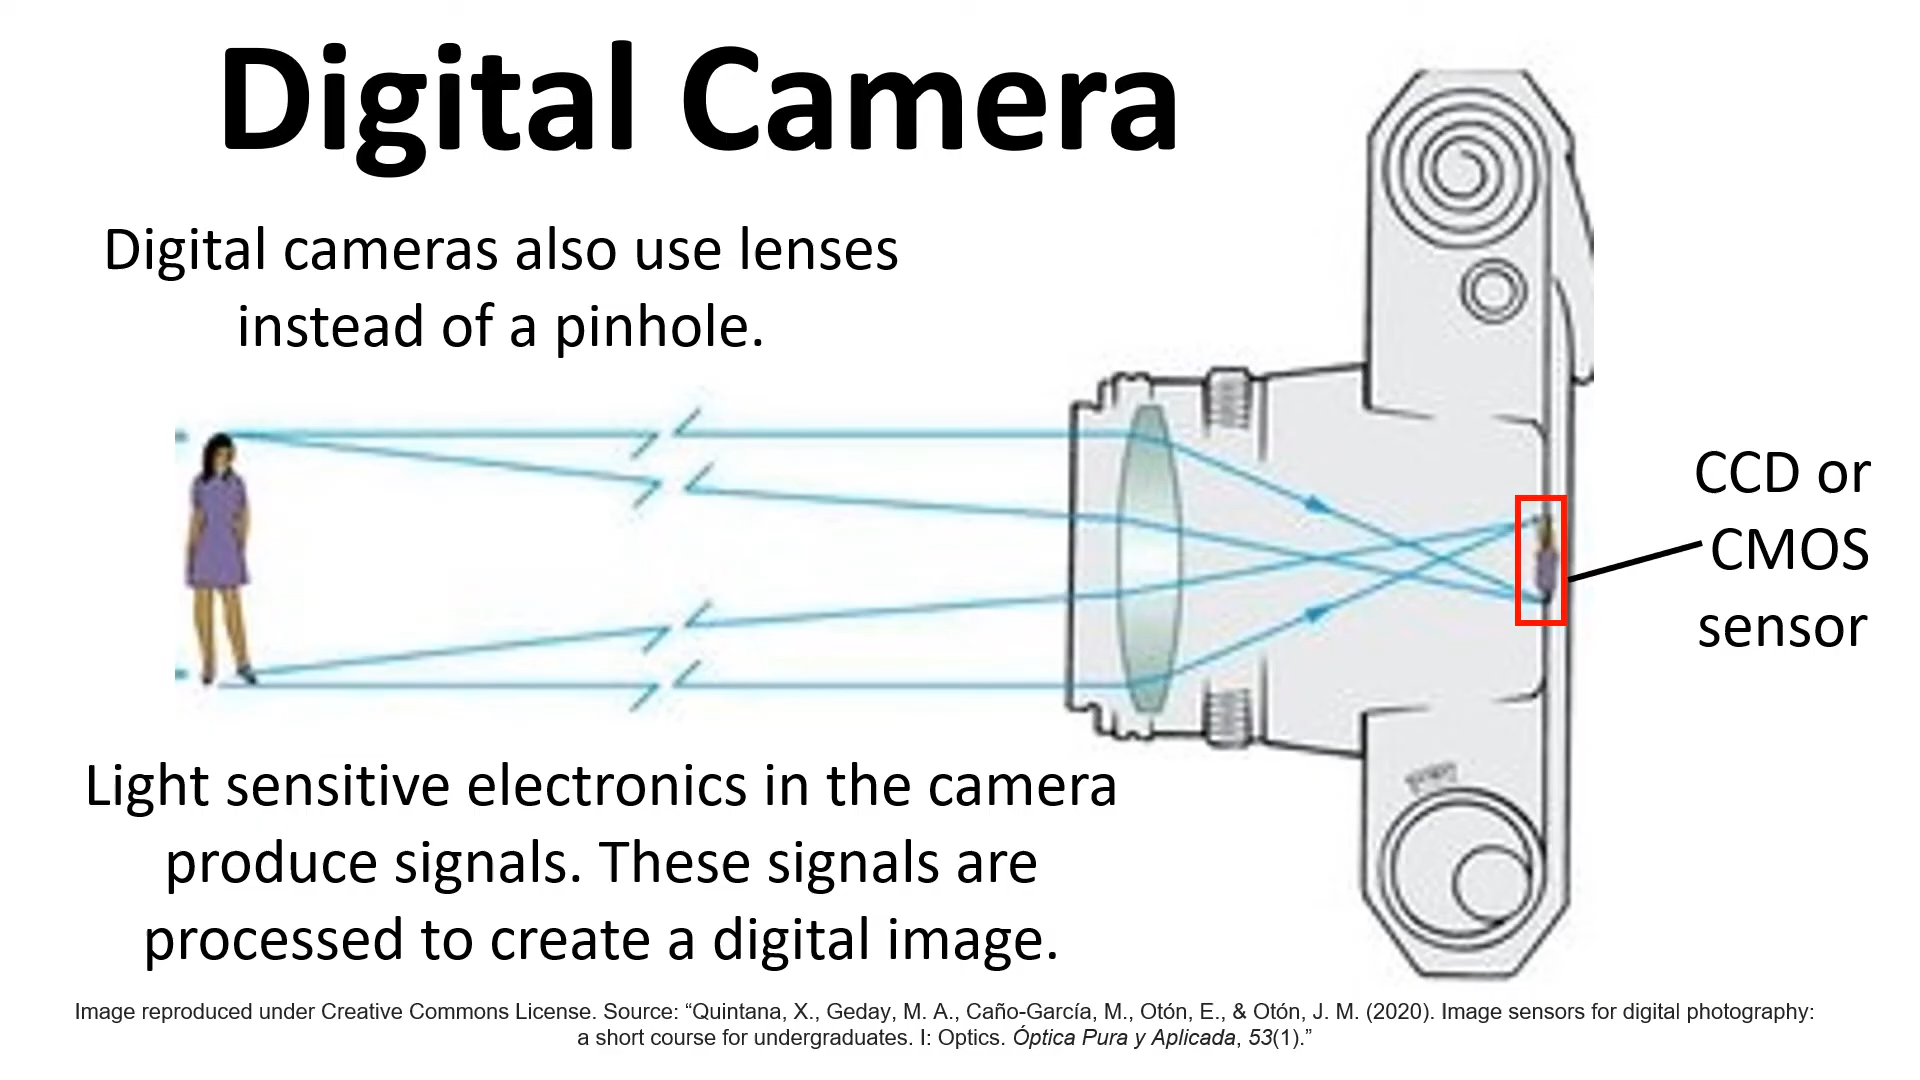 Digital Camera
Digital cameras also use lenses
instead of a pinhole.
CCD or
CMOS
sensor
Light sensitive electronics in the camera
produce signals. These signals are
processed to create a digital image.
Image reproduced under Creative Commons License. Source: “Quintana, X., Geday, M. A., Caño-García, M., Otón, E., & Otón, J. M. (2020). Image sensors for digital photography:
a short course for undergraduates. I: Optics. Óptica Pura y Aplicada, 53(1).”